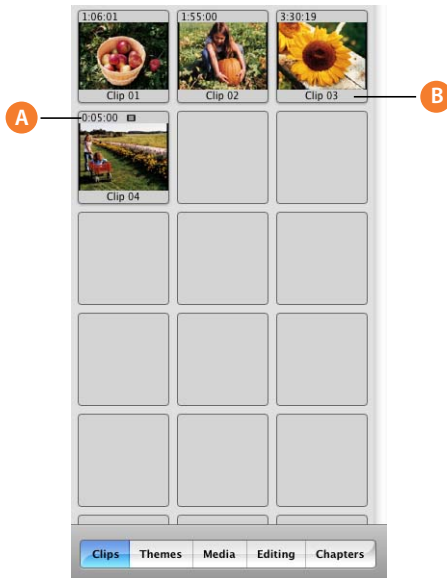 1:06:01 1:55:00 3:30:19
Clip 01 Clip 02 Clip 03
B
A
0:05:00
Clip 04
Clips Themes Media Editing Chapters